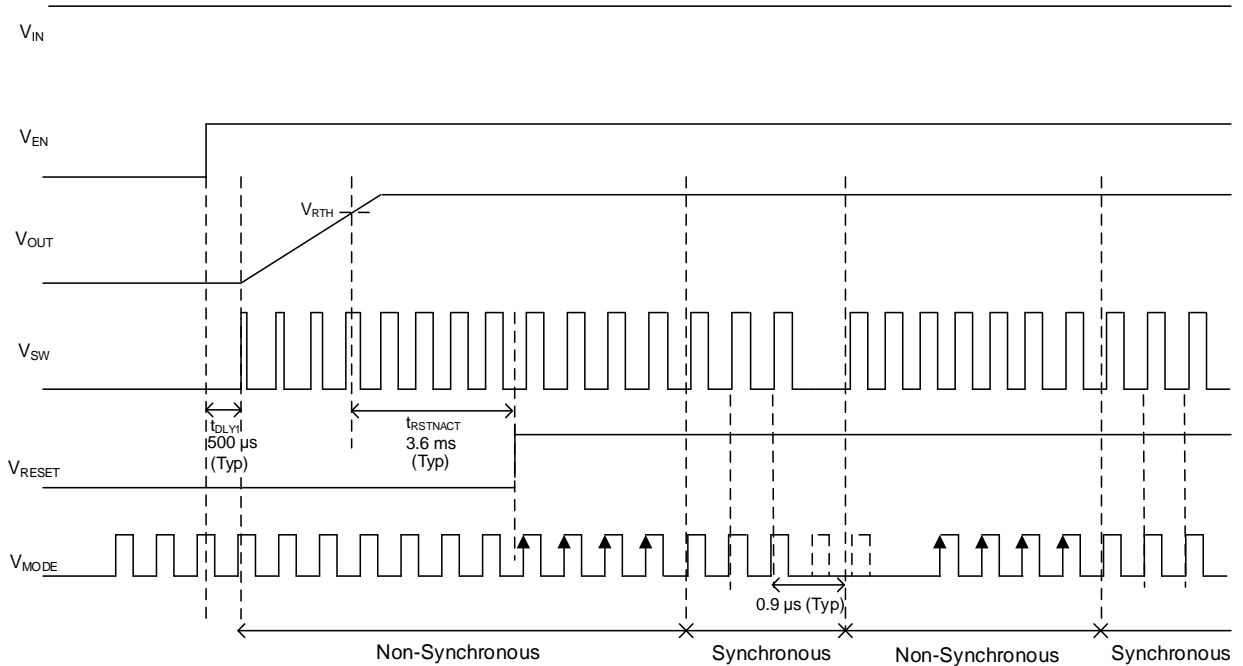 VIN
VEN
VRTH
VOUT
VSW
tDLY1
500 µs
(Typ)
tRSTNACT
3.6 ms
(Typ)
VRESET
VMODE
0.9 µs (Typ)
Non-Synchronous
Synchronous
Non-Synchronous
Synchronous